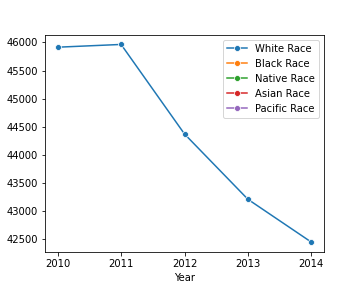 46000
45500
45000
44500
44000
43500
43000
42500
2010 2011 2012 2013 2014
Year
White Race
Black Race
Native Race
Asian Race
Pacific Race